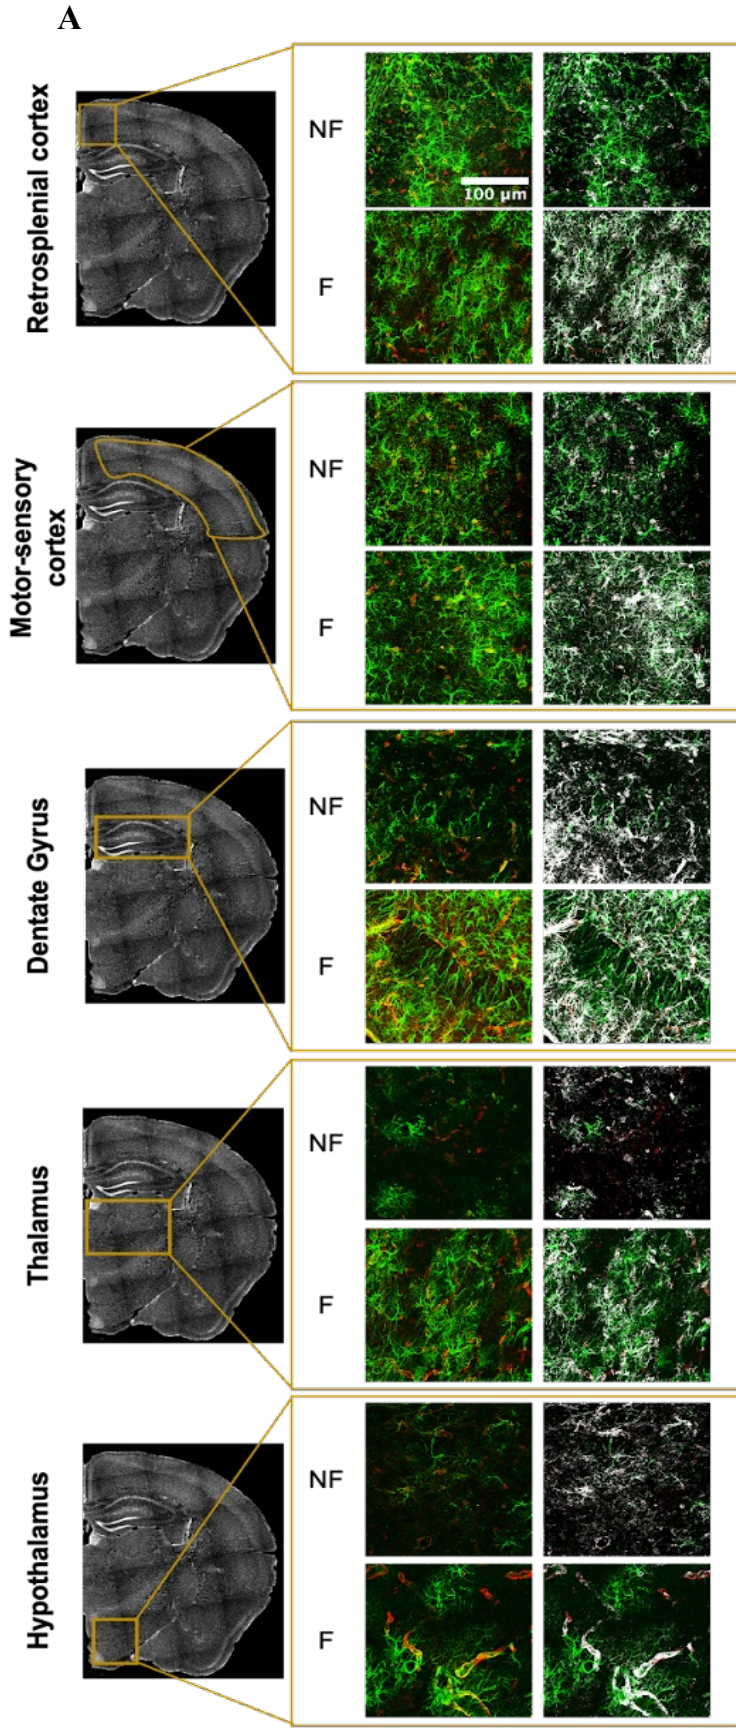 A
Retrosplenial cortex
NF
100 µm
F
Motor-sensory
cortex
NF
F
Dentate Gyrus
NF
F
Thalamus
NF
F
Hypothalamus
NF
F